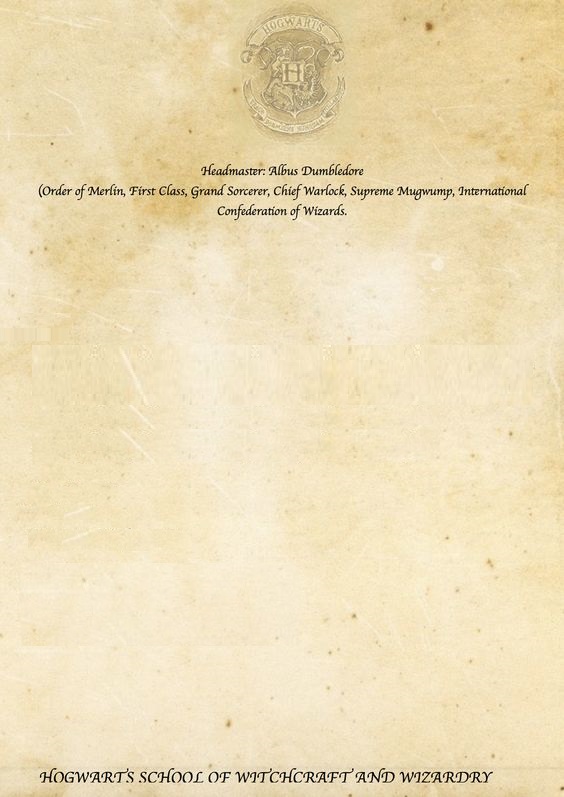 HOGWARTS
H
Headmaster: Albus Dumbledore
(Order of Merlin, First Class, Grand Sorcerer, Chief Warlock, Supreme Mugwump, International
Confederation of Wizards.
HOGWARTS SCHOOL OF WITCHCRAFT AND WIZARDRY